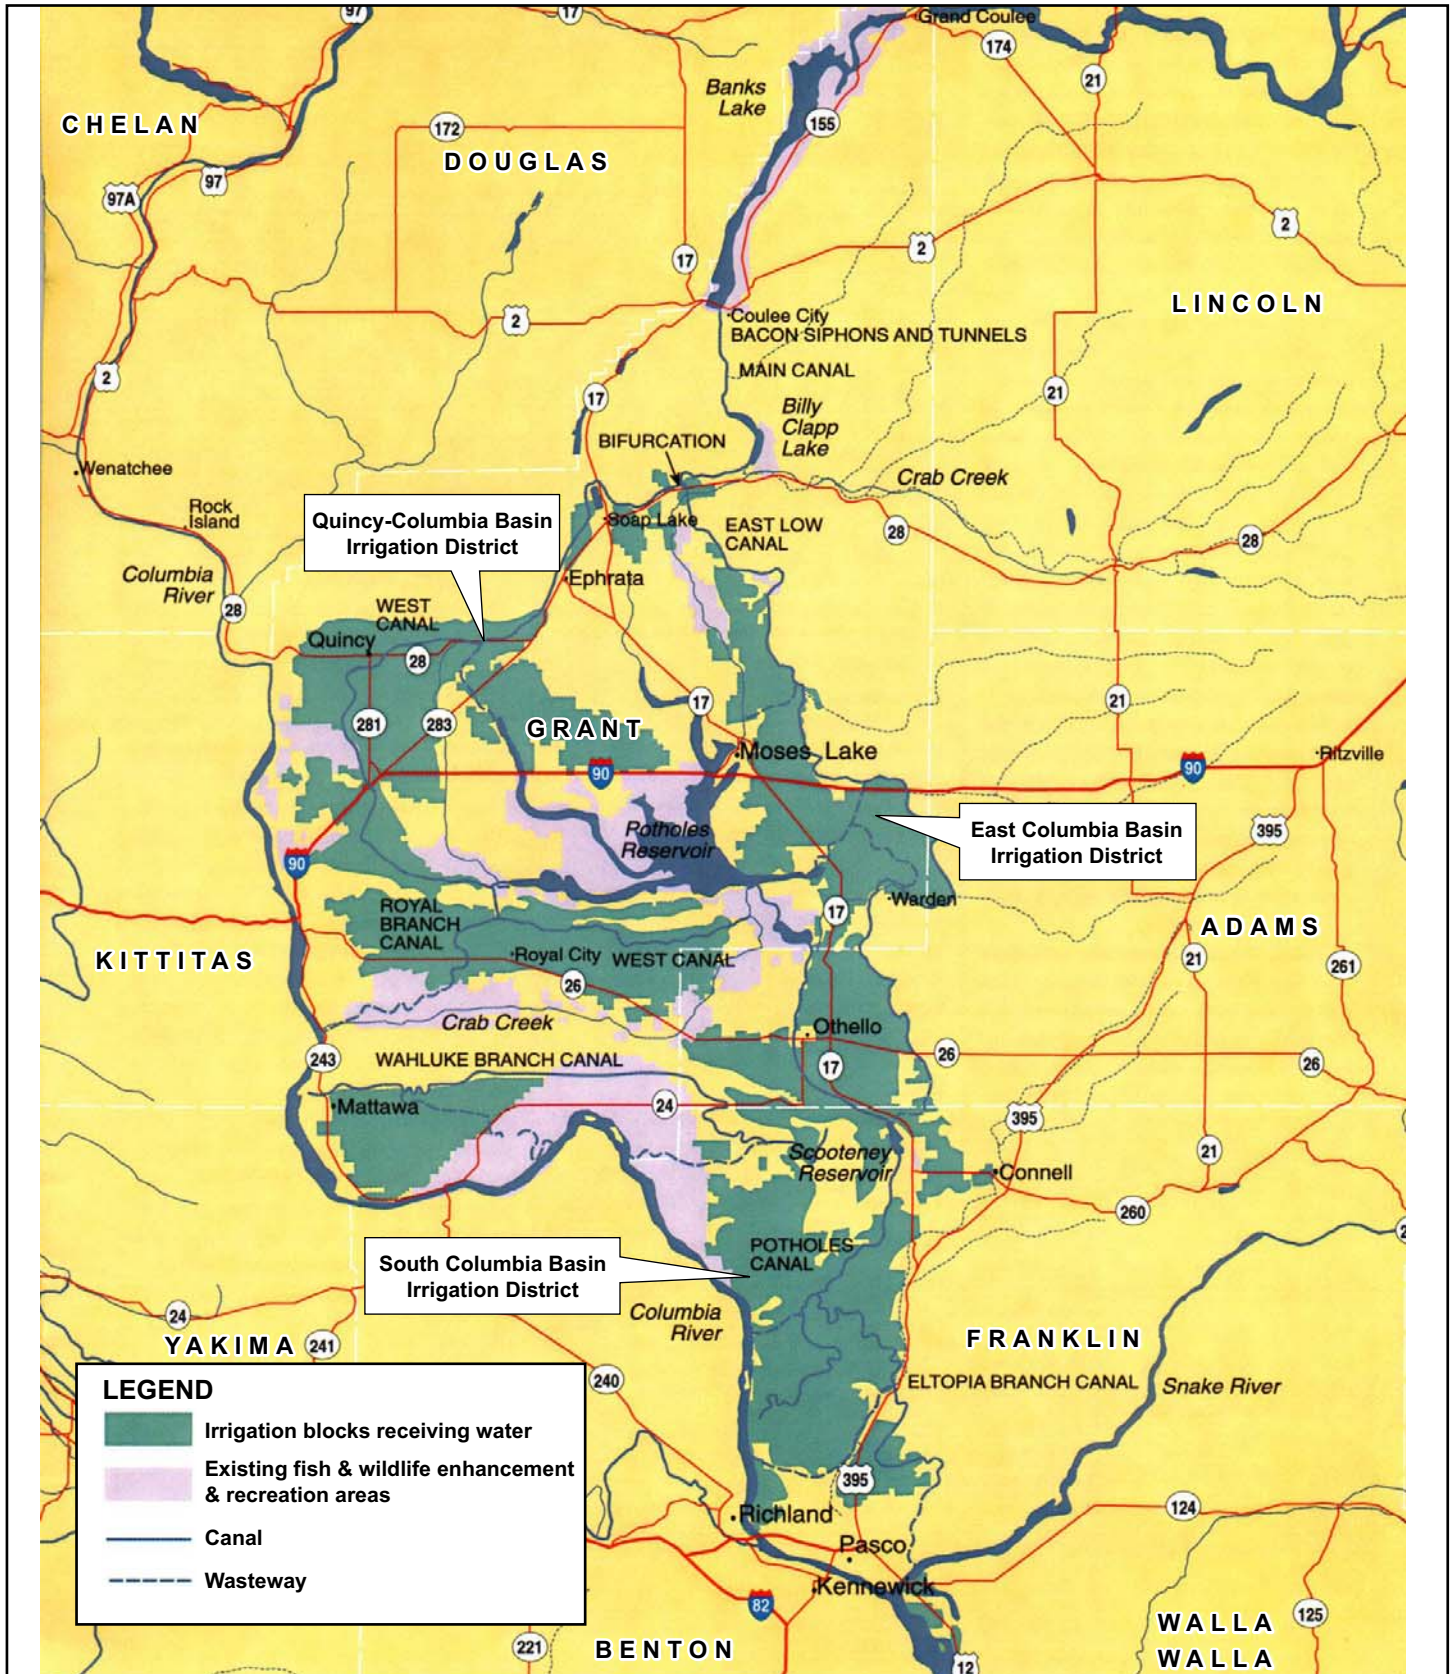 97
17
Grand Coulee
174
21
Banks
Lake
CHELAN
172
155
DOUGLAS
97
97A
2
2
17
LINCOLN
2
Coulee City
BACON SIPHONS AND TUNNELS
MAIN CANAL
2
21
17
Billy
Clapp
Lake
BIFURCATION
Wenatchee
Crab Creek
Rock
Island
Quincy-Columbia Basin
Irrigation District
Soap Lake
EAST LOW
CANAL
28
28
Columbia
River
Ephrata
28
WEST
CANAL
Quincy
28
17
21
281
283
GRANT
Moses Lake
Ritzville
90
90
Potholes
Reservoir
East Columbia Basin
Irrigation District
395
90
Warden
ROYAL
BRANCH
CANAL
17
ADAMS
KITTITAS
Royal City
WEST CANAL
21
261
26
Crab Creek
Othello
243
WAHLUKE BRANCH CANAL
17
26
26
Mattawa
24
395
Scooteney
Reservoir
21
Connell
260
POTHOLES
CANAL
South Columbia Basin
Irrigation District
Columbia
River
24
YAKIMA
241
FRANKLIN
240
ELTOPIA BRANCH CANAL
Snake River
LEGEND
Irrigation blocks receiving water
Existing fish & wildlife enhancement
& recreation areas
Canal
Wasteway
395
Richland
124
Pasco
Kennewick
82
125
WALLA
WALLA
221
BENTON
12